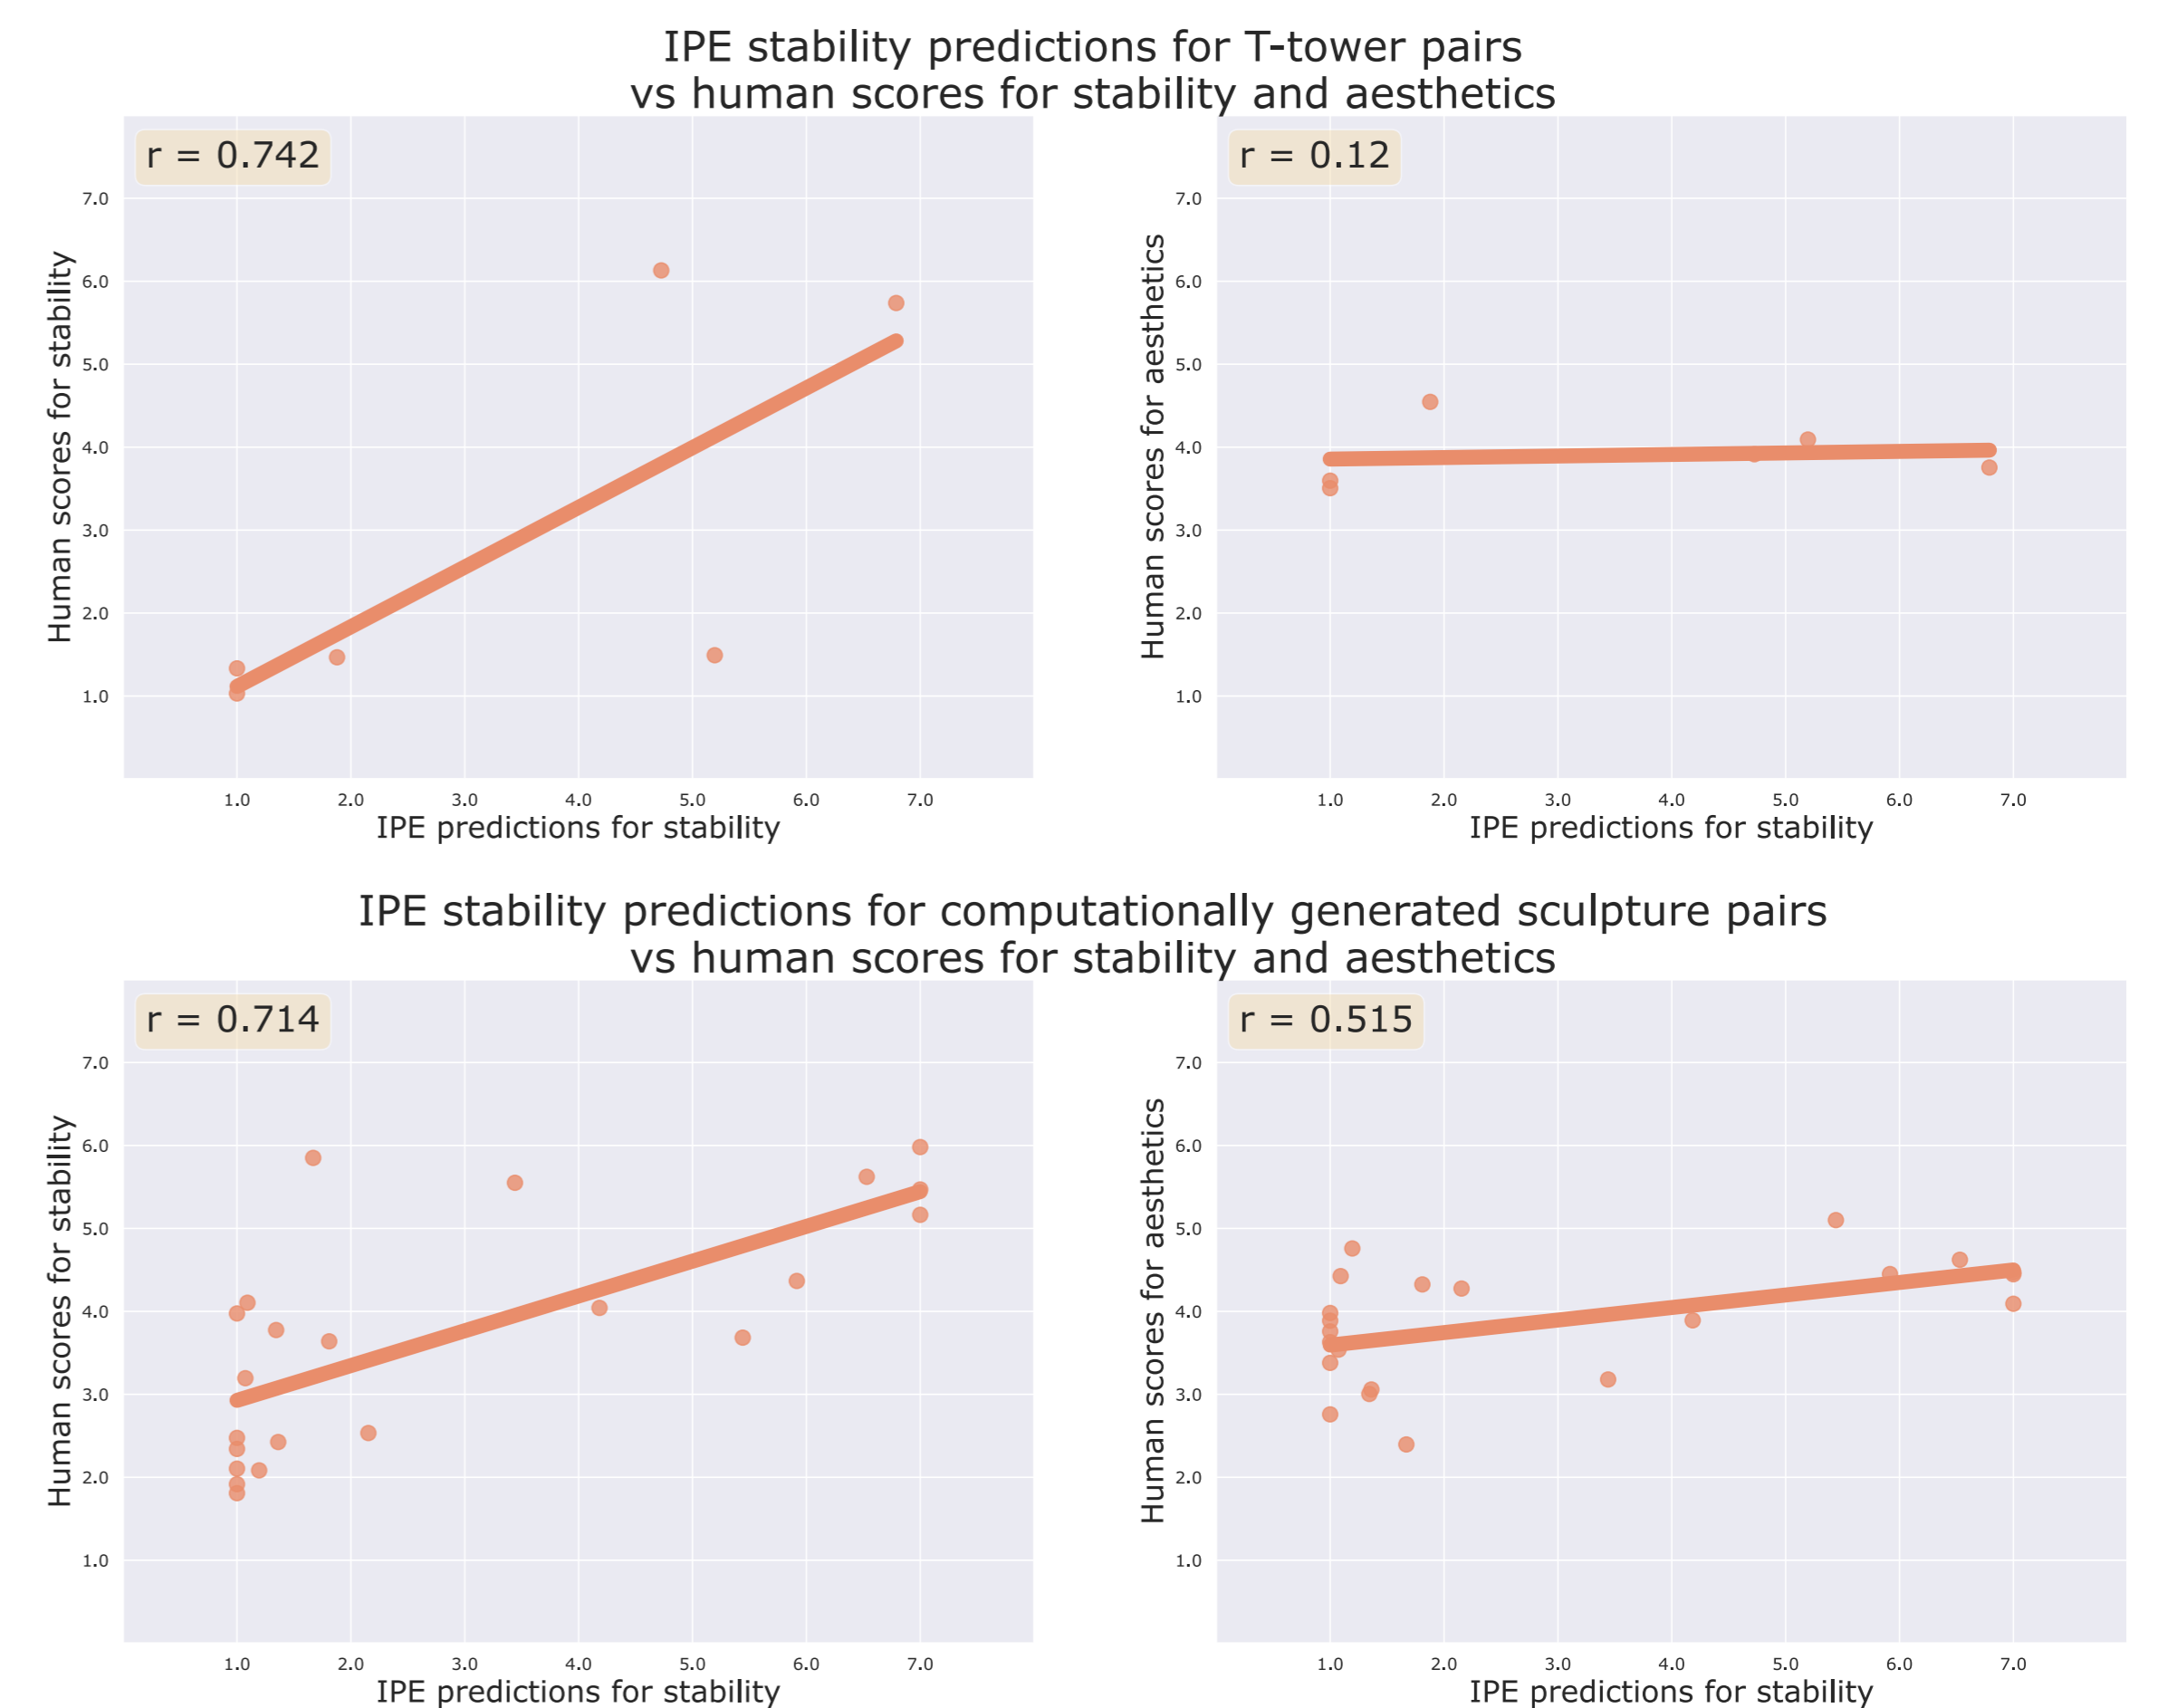 IPE stability predictions for T-tower pairs
vs human scores for stability and aesthetics
r = 0.742
Human scores for stability
7.0
6.0
5.0
4.0
3.0
2.0
1.0
1.0 2.0 3.0 4.0 5.0 6.0 7.0
IPE predictions for stability
r = 0.12
Human scores for aesthetics
7.0
6.0
5.0
4.0
3.0
2.0
1.0
1.0 2.0 3.0 4.0 5.0 6.0 7.0
IPE predictions for stability
IPE stability predictions for computationally generated sculpture pairs
vs human scores for stability and aesthetics
r = 0.714
Human scores for stability
7.0
6.0
5.0
4.0
3.0
2.0
1.0
1.0 2.0 3.0 4.0 5.0 6.0 7.0
IPE predictions for stability
r = 0.515
Human scores for aesthetics
7.0
6.0
5.0
4.0
3.0
2.0
1.0
1.0 2.0 3.0 4.0 5.0 6.0 7.0
IPE predictions for stability